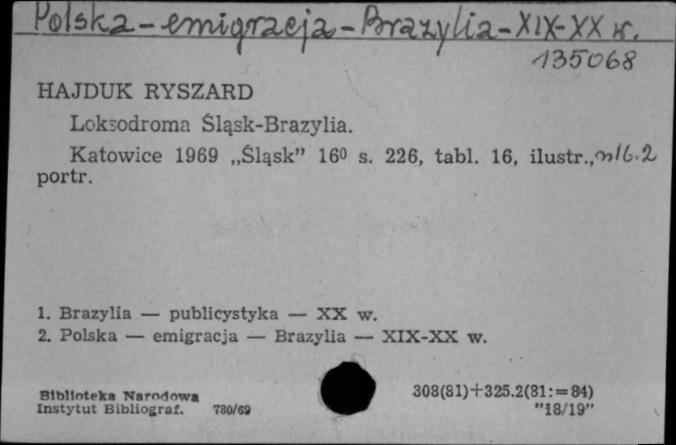 Polska - emigracja - Brazylia - XIX-XX w.
135068
HAJDUK RYSZARD
Loksodroma Śląsk-Brazylia.
Katowice 1969 „Śląsk” 16⁰ s. 226, tabl. 16, ilustr.,
portr.
1. Brazylia — publicystyka — XX w.
2. Polska — emigracja — Brazylia — XIX-XX w.
Biblioteka Narodowa
Instytut Bibliograf. 780/69
308(81)+325.2(81:=84)
"18/19"